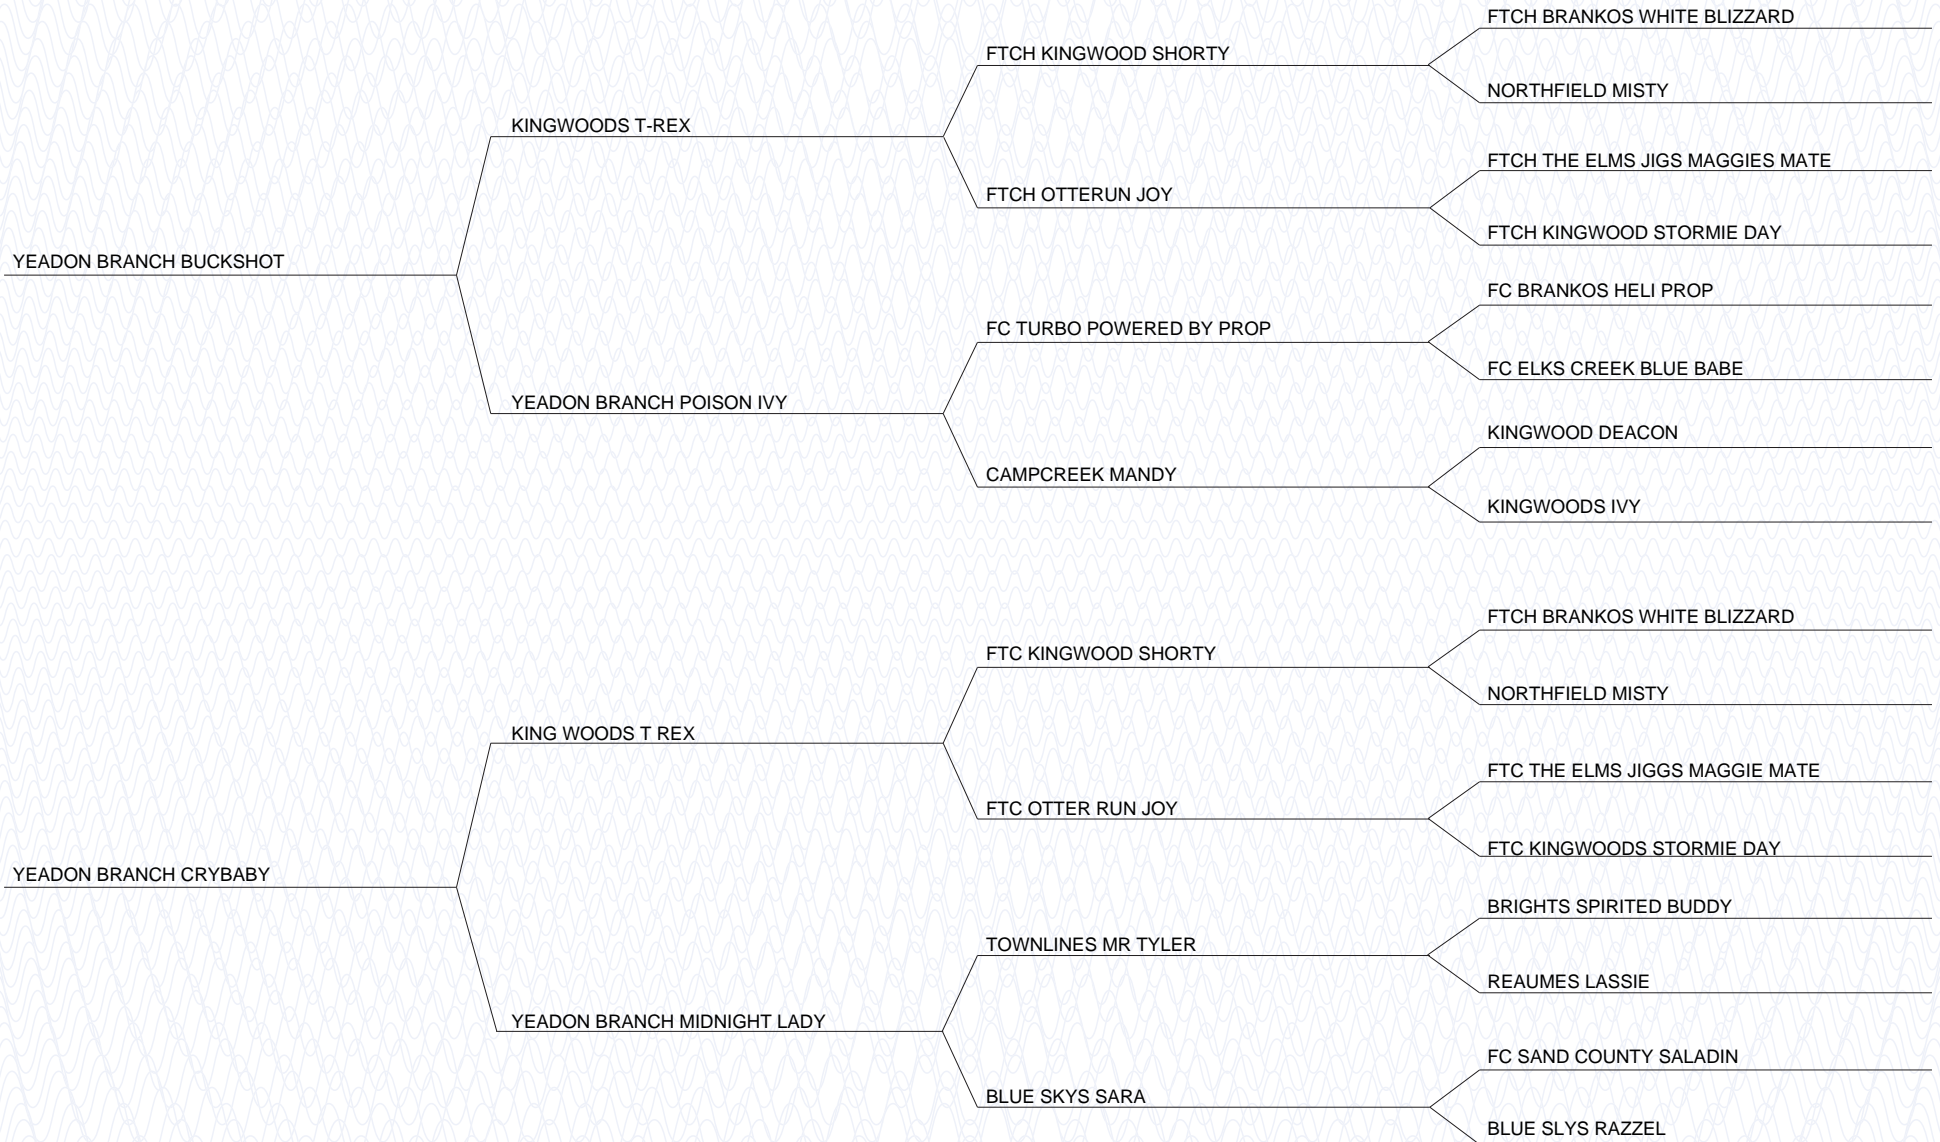 FTCH BRANKOS WHITE BLIZZARD
FTCH KINGWOOD SHORTY
NORTHFIELD MISTY
KINGWOODS T-REX
FTCH THE ELMS JIGS MAGGIES MATE
FTCH OTTERUN JOY
FTCH KINGWOOD STORMIE DAY
YEADON BRANCH BUCKSHOT
FC BRANKOS HELI PROP
FC TURBO POWERED BY PROP
FC ELKS CREEK BLUE BABE
YEADON BRANCH POISON IVY
KINGWOOD DEACON
CAMPCREEK MANDY
KINGWOODS IVY
FTCH BRANKOS WHITE BLIZZARD
FTC KINGWOOD SHORTY
NORTHFIELD MISTY
KING WOODS T REX
FTC THE ELMS JIGGS MAGGIE MATE
FTC OTTER RUN JOY
FTC KINGWOODS STORMIE DAY
YEADON BRANCH CRYBABY
BRIGHTS SPIRITED BUDDY
TOWNLINES MR TYLER
REAUMES LASSIE
YEADON BRANCH MIDNIGHT LADY
FC SAND COUNTY SALADIN
BLUE SKYS SARA
BLUE SLYS RAZZEL